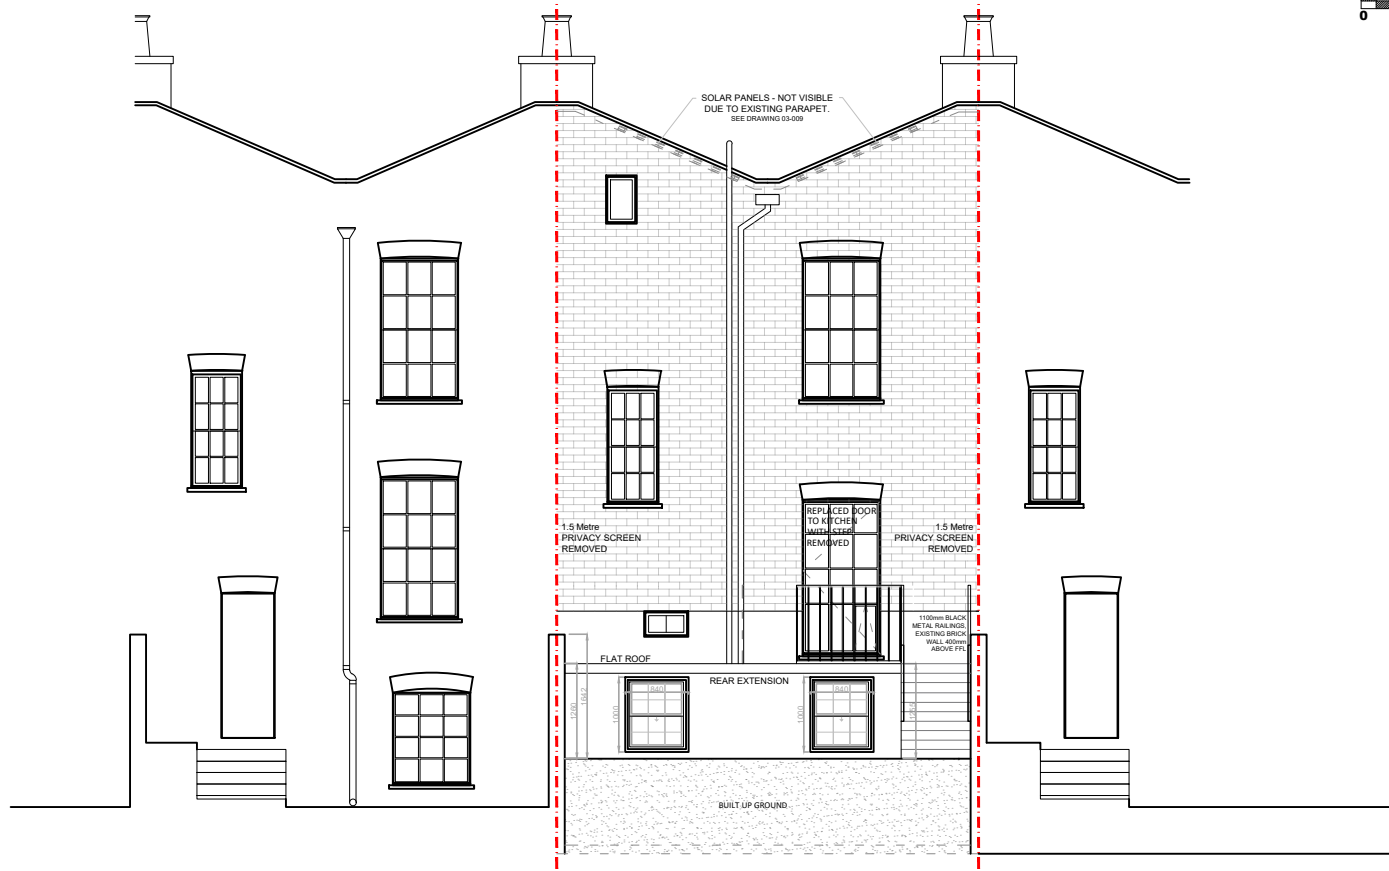 0
SOLAR PANELS - NOT VISIBLE
DUE TO EXISTING PARAPET.
SEE DRAWING 03-009
REPLACED DOOR
TO KITCHEN
WITH STEP
REMOVED
1.5 Metre
PRIVACY SCREEN
REMOVED
1.5 Metre
PRIVACY SCREEN
REMOVED
1100mm BLACK
METAL RAILINGS,
EXISTING BRICK
WALL 400mm
ABOVE FFL
FLAT ROOF
REAR EXTENSION
840
840
1000
1000
1260
1642
BUILT UP GROUND